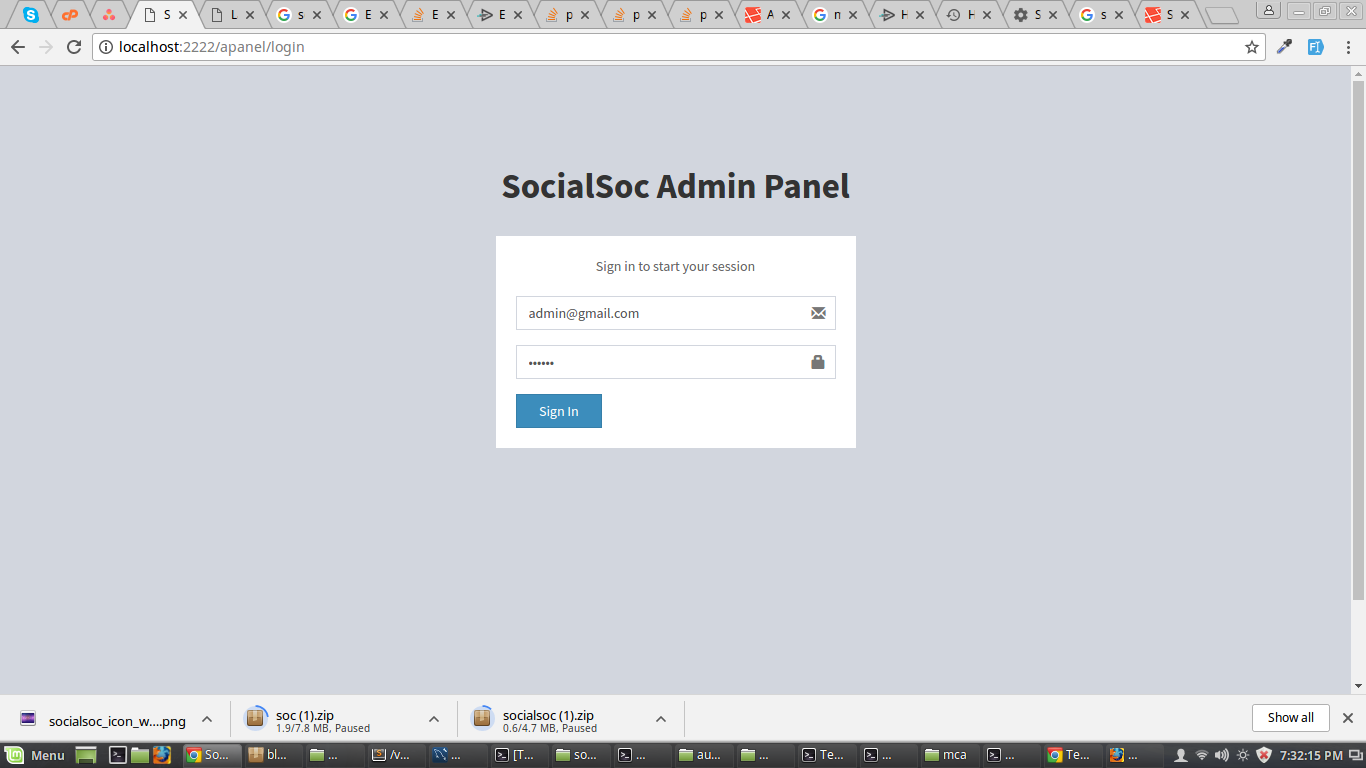 S L s E E E p p p A n H H S s S
localhost:2222/apanel/login
SocialSoc Admin Panel
Sign in to start your session
admin@gmail.com
••••••
Sign In
socialsoc_icon_w....png
soc (1).zip
1.9/7.8 MB, Paused
socialsoc (1).zip
0.6/4.7 MB, Paused
Show all
Menu So... bl... ... /v... ... [T... so... ... au... ... Te... ... mca ... Te... ... 7:32:15 PM